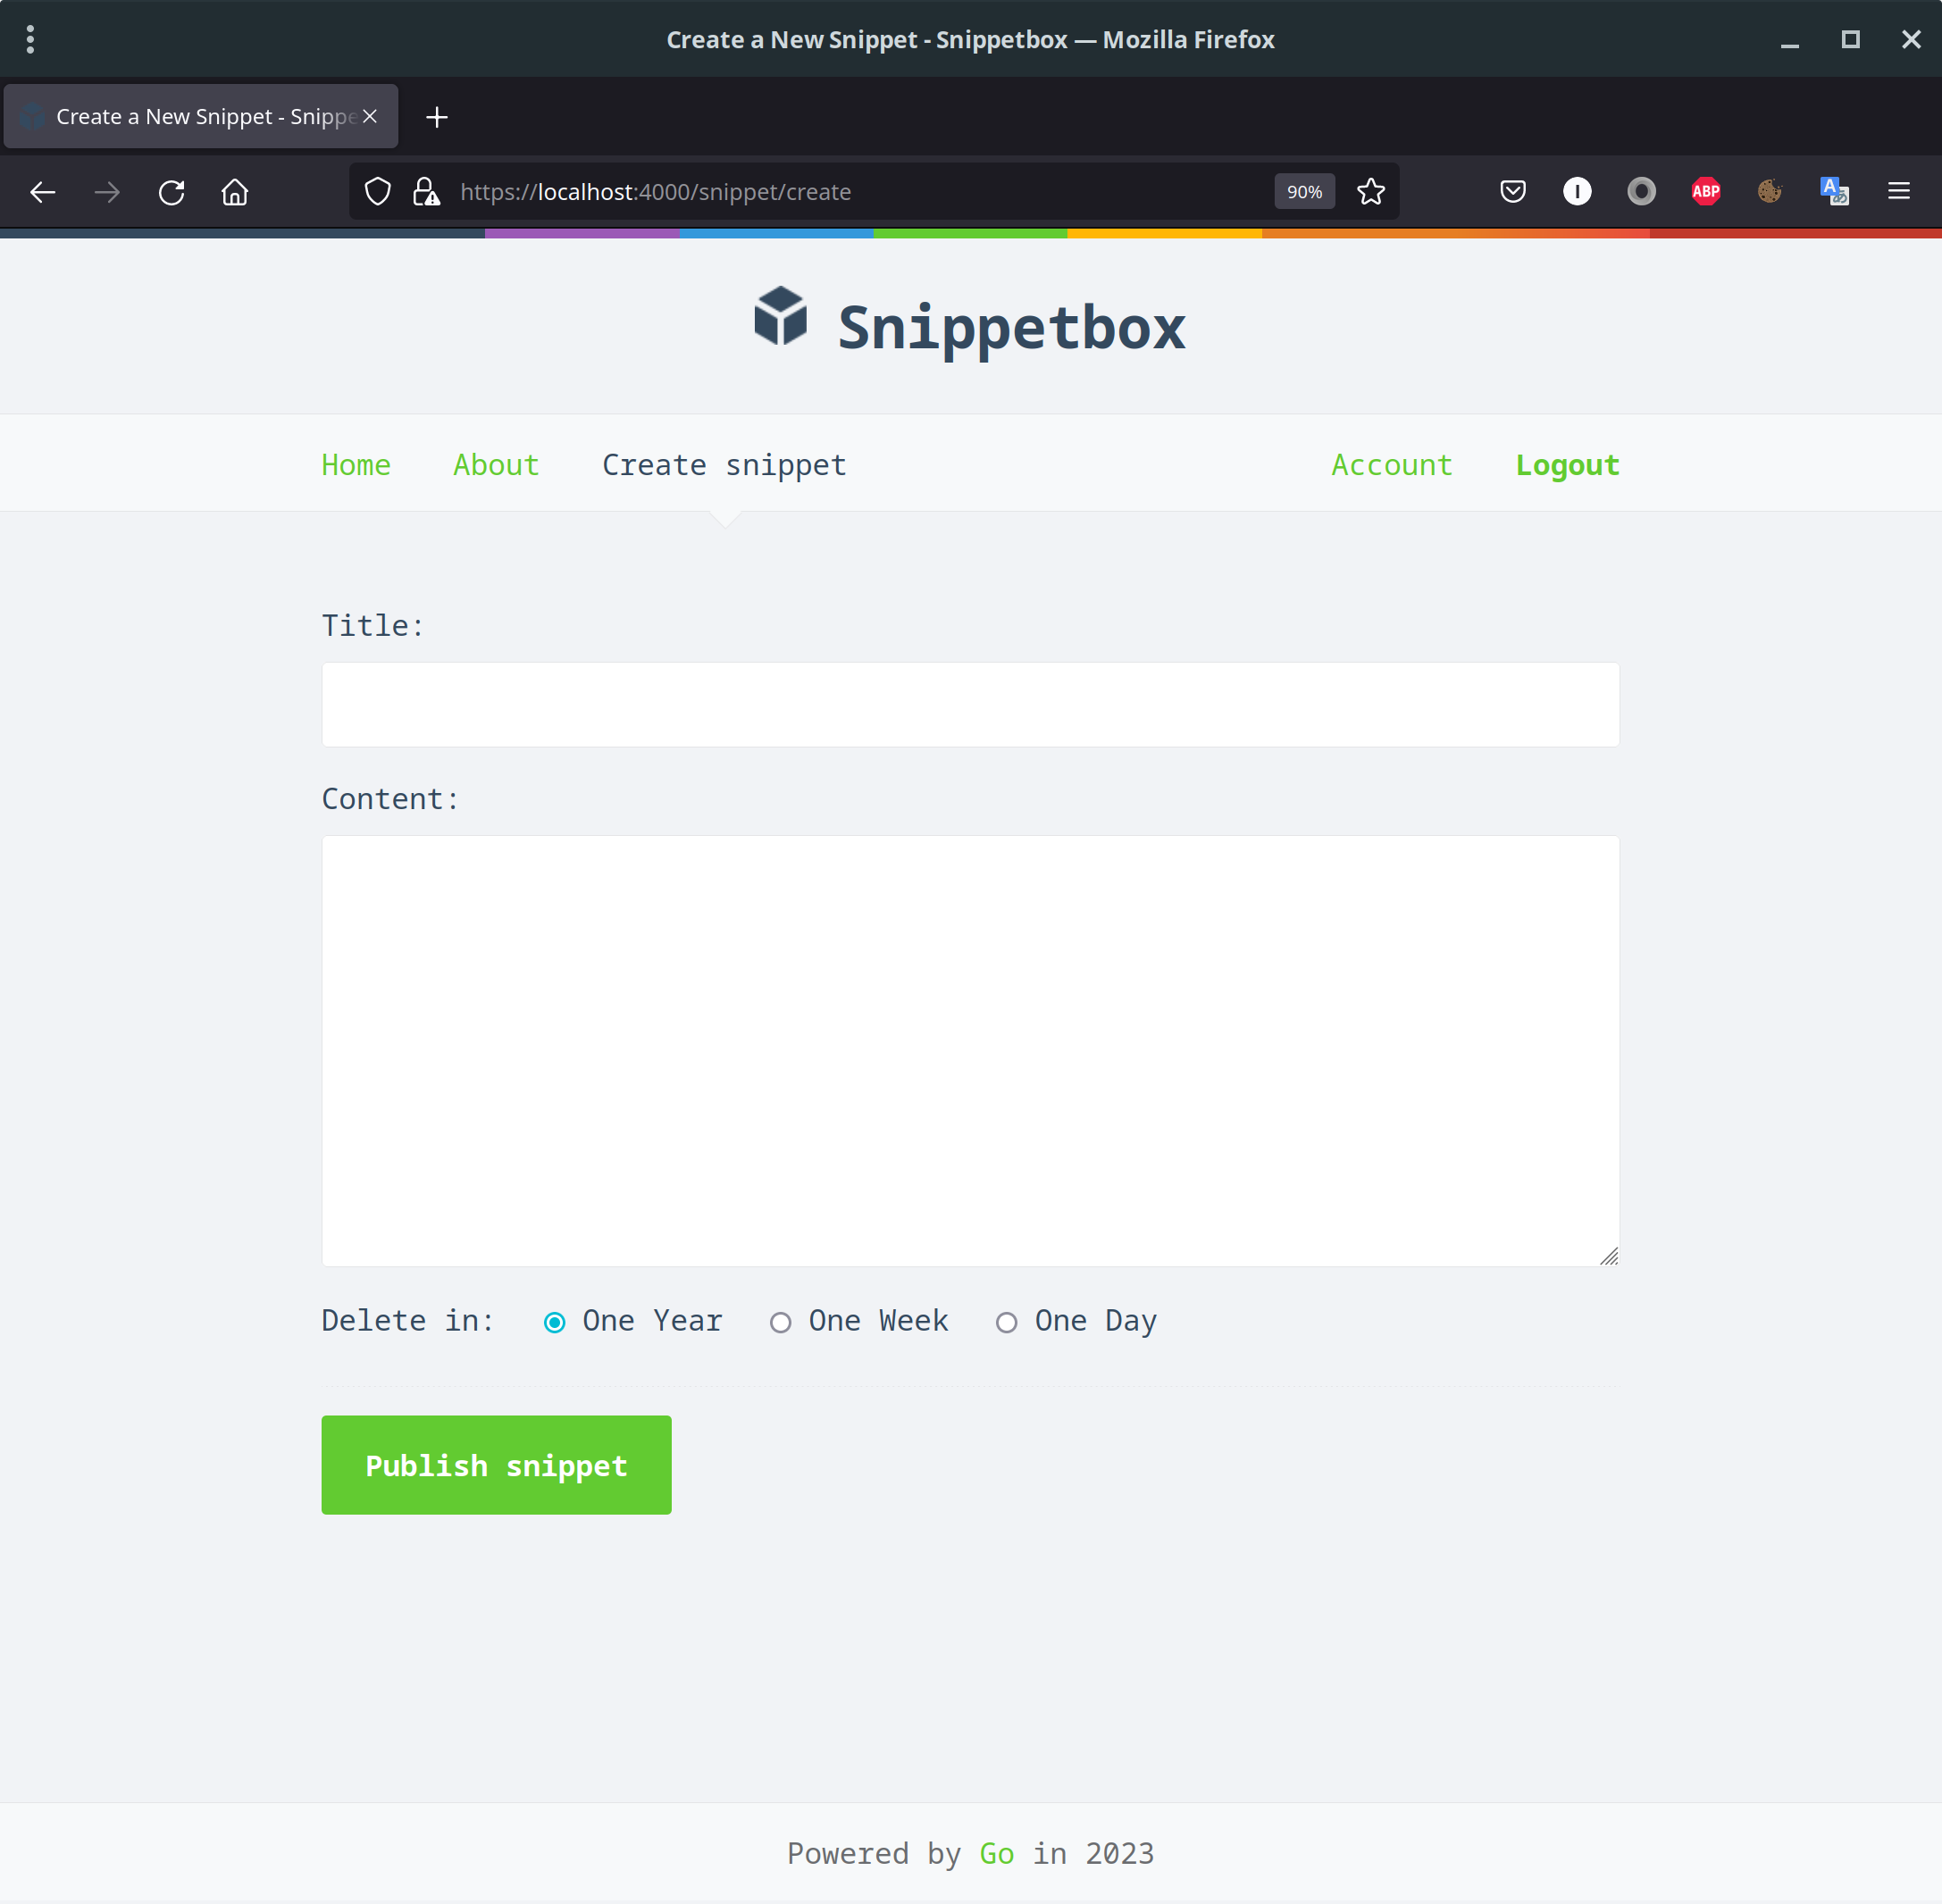 Create a New Snippet - Snippetbox — Mozilla Firefox
Create a New Snippet - Snippe
https://localhost:4000/snippet/create
90%
ABP
Snippetbox
Home About Create snippet Account Logout
Title:
Content:
Delete in: One Year One Week One Day
Publish snippet
Powered by Go in 2023